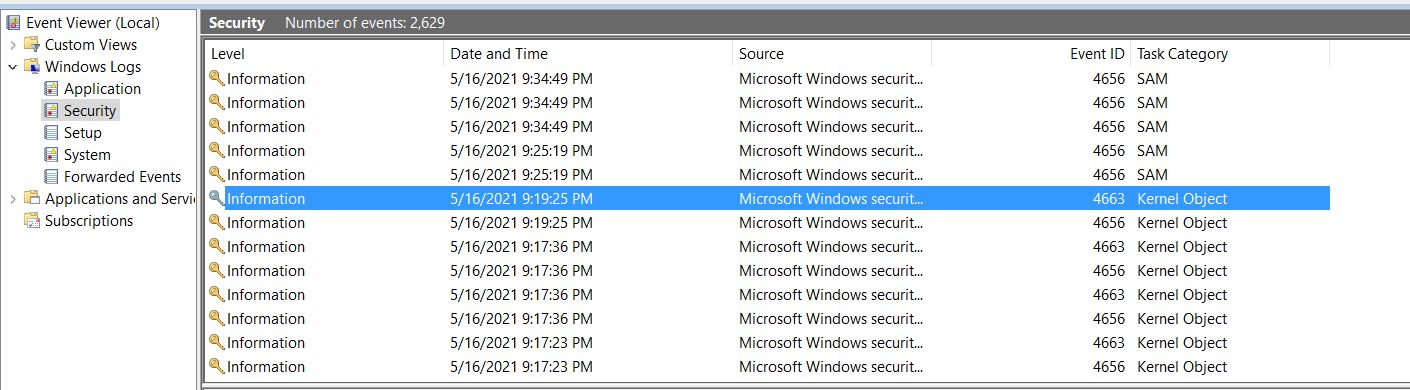 Event Viewer (Local)
Custom Views
Windows Logs
Application
Security
Setup
System
Forwarded Events
Applications and Servi
Subscriptions
Security Number of events: 2,629
Level Date and Time Source Event ID Task Category
Information 5/16/2021 9:34:49 PM Microsoft Windows securit... 4656 SAM
Information 5/16/2021 9:34:49 PM Microsoft Windows securit... 4656 SAM
Information 5/16/2021 9:34:49 PM Microsoft Windows securit... 4656 SAM
Information 5/16/2021 9:25:19 PM Microsoft Windows securit... 4656 SAM
Information 5/16/2021 9:25:19 PM Microsoft Windows securit... 4656 SAM
Information 5/16/2021 9:19:25 PM Microsoft Windows securit... 4663 Kernel Object
Information 5/16/2021 9:19:25 PM Microsoft Windows securit... 4656 Kernel Object
Information 5/16/2021 9:17:36 PM Microsoft Windows securit... 4663 Kernel Object
Information 5/16/2021 9:17:36 PM Microsoft Windows securit... 4656 Kernel Object
Information 5/16/2021 9:17:36 PM Microsoft Windows securit... 4663 Kernel Object
Information 5/16/2021 9:17:36 PM Microsoft Windows securit... 4656 Kernel Object
Information 5/16/2021 9:17:23 PM Microsoft Windows securit... 4663 Kernel Object
Information 5/16/2021 9:17:23 PM Microsoft Windows securit... 4656 Kernel Object